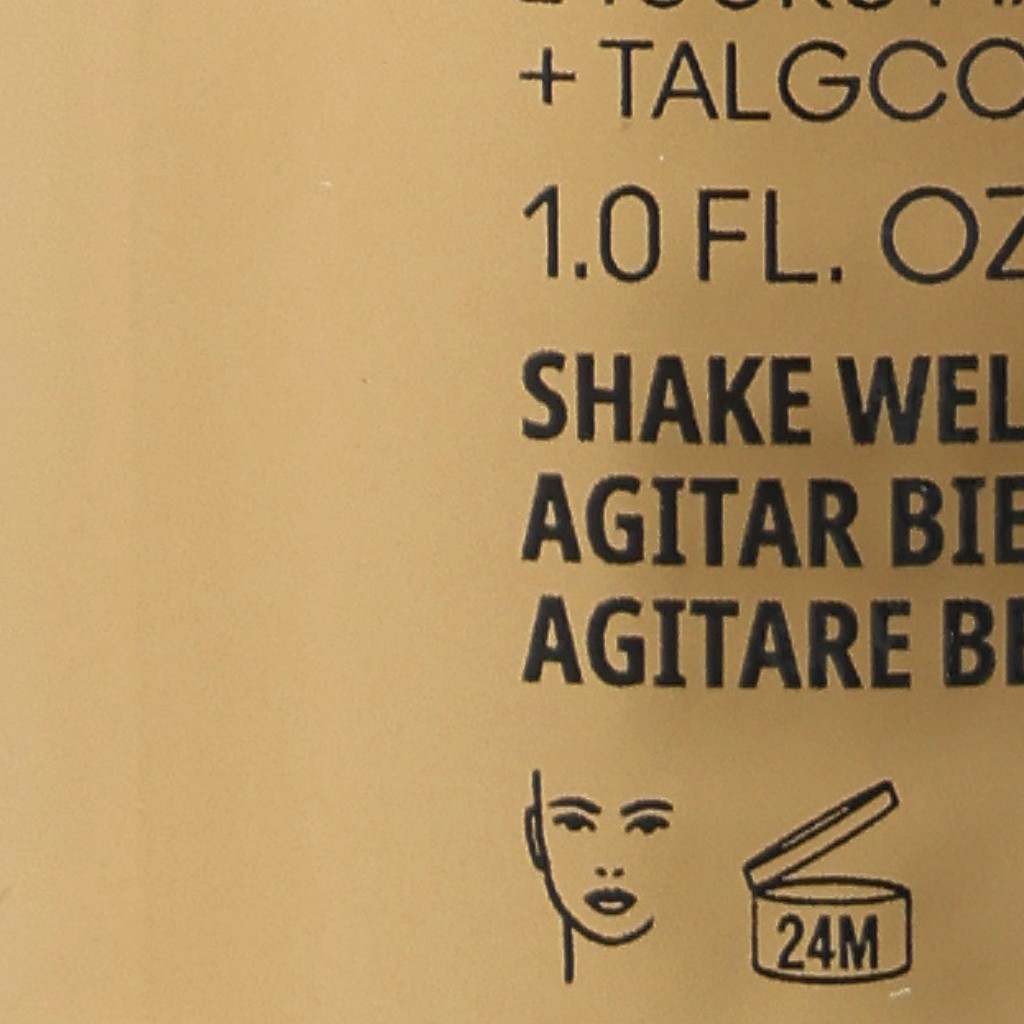 + TALGCO
1.0 FL. OZ
SHAKE WEL
AGITAR BIE
AGITARE BE
24M